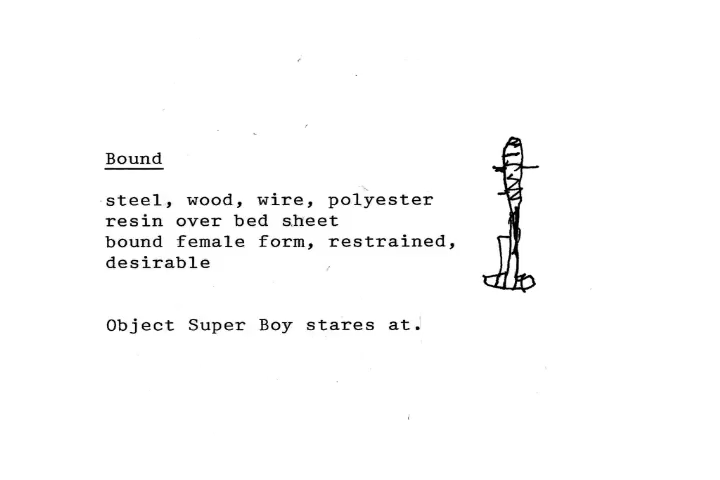 Bound
steel, wood, wire, polyester
resin over bed sheet
bound female form, restrained,
desirable
Object Super Boy stares at.